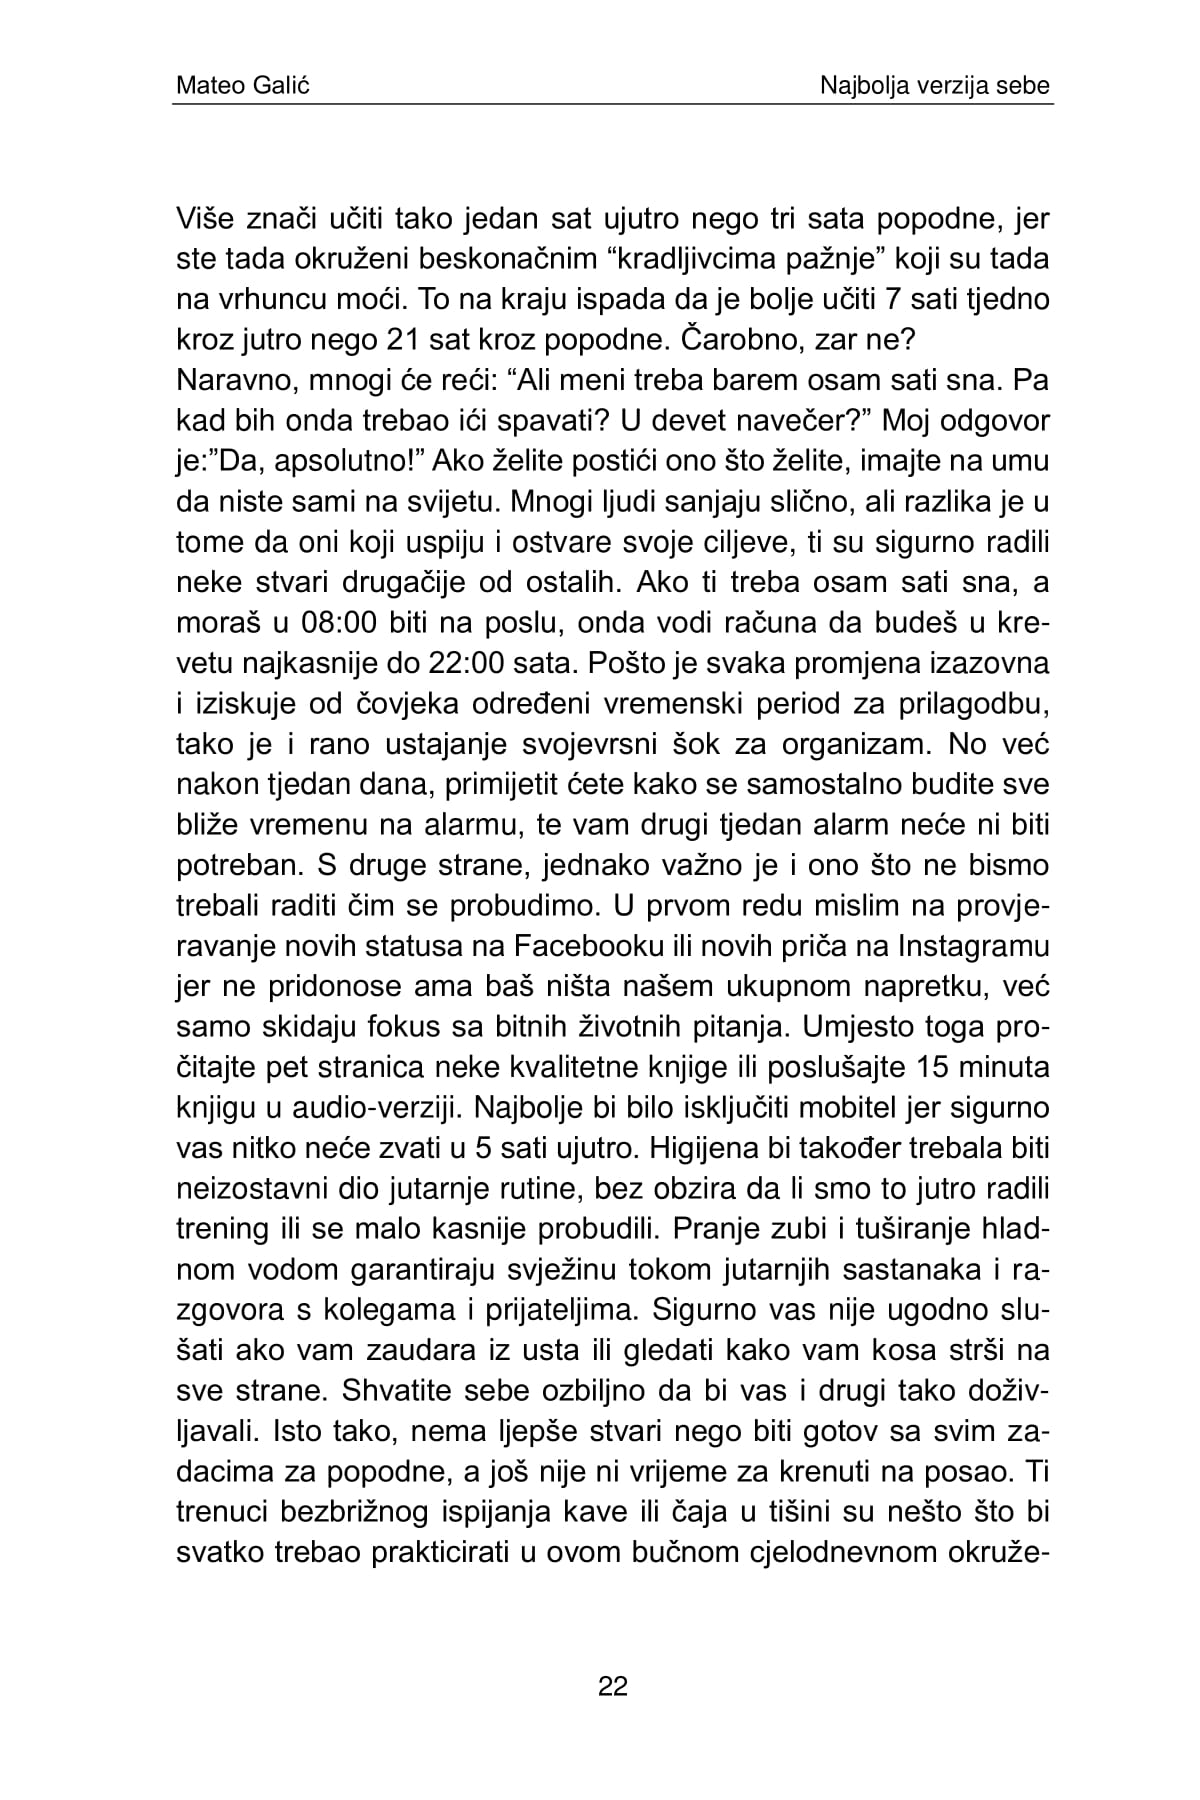 Mateo Galić
Najbolja verzija sebe
Više znači učiti tako jedan sat ujutro nego tri sata popodne, jer
ste tada okruženi beskonačnim “kradljivcima pažnje” koji su tada
na vrhuncu moći. To na kraju ispada da je bolje učiti 7 sati tjedno
kroz jutro nego 21 sat kroz popodne. Čarobno, zar ne?
Naravno, mnogi će reći: “Ali meni treba barem osam sati sna. Pa
kad bih onda trebao ići spavati? U devet navečer?” Moj odgovor
je:”Da, apsolutno!” Ako želite postići ono što želite, imajte na umu
da niste sami na svijetu. Mnogi ljudi sanjaju slično, ali razlika je u
tome da oni koji uspiju i ostvare svoje ciljeve, ti su sigurno radili
neke stvari drugačije od ostalih. Ako ti treba osam sati sna, a
moraš u 08:00 biti na poslu, onda vodi računa da budeš u kre-
vetu najkasnije do 22:00 sata. Pošto je svaka promjena izazovna
i iziskuje od čovjeka određeni vremenski period za prilagodbu,
tako je i rano ustajanje svojevrsni šok za organizam. No već
nakon tjedan dana, primijetit ćete kako se samostalno budite sve
bliže vremenu na alarmu, te vam drugi tjedan alarm neće ni biti
potreban. S druge strane, jednako važno je i ono što ne bismo
trebali raditi čim se probudimo. U prvom redu mislim na provje-
ravanje novih statusa na Facebooku ili novih priča na Instagramu
jer ne pridonose ama baš ništa našem ukupnom napretku, već
samo skidaju fokus sa bitnih životnih pitanja. Umjesto toga pro-
čitajte pet stranica neke kvalitetne knjige ili poslušajte 15 minuta
knjigu u audio-verziji. Najbolje bi bilo isključiti mobitel jer sigurno
vas nitko neće zvati u 5 sati ujutro. Higijena bi također trebala biti
neizostavni dio jutarnje rutine, bez obzira da li smo to jutro radili
trening ili se malo kasnije probudili. Pranje zubi i tuširanje hlad-
nom vodom garantiraju svježinu tokom jutarnjih sastanaka i ra-
zgovora s kolegama i prijateljima. Sigurno vas nije ugodno slu-
šati ako vam zaudara iz usta ili gledati kako vam kosa strši na
sve strane. Shvatite sebe ozbiljno da bi vas i drugi tako doživ-
ljavali. Isto tako, nema ljepše stvari nego biti gotov sa svim za-
dacima za popodne, a još nije ni vrijeme za krenuti na posao. Ti
trenuci bezbrižnog ispijanja kave ili čaja u tišini su nešto što bi
svatko trebao prakticirati u ovom bučnom cjelodnevnom okruže-
22